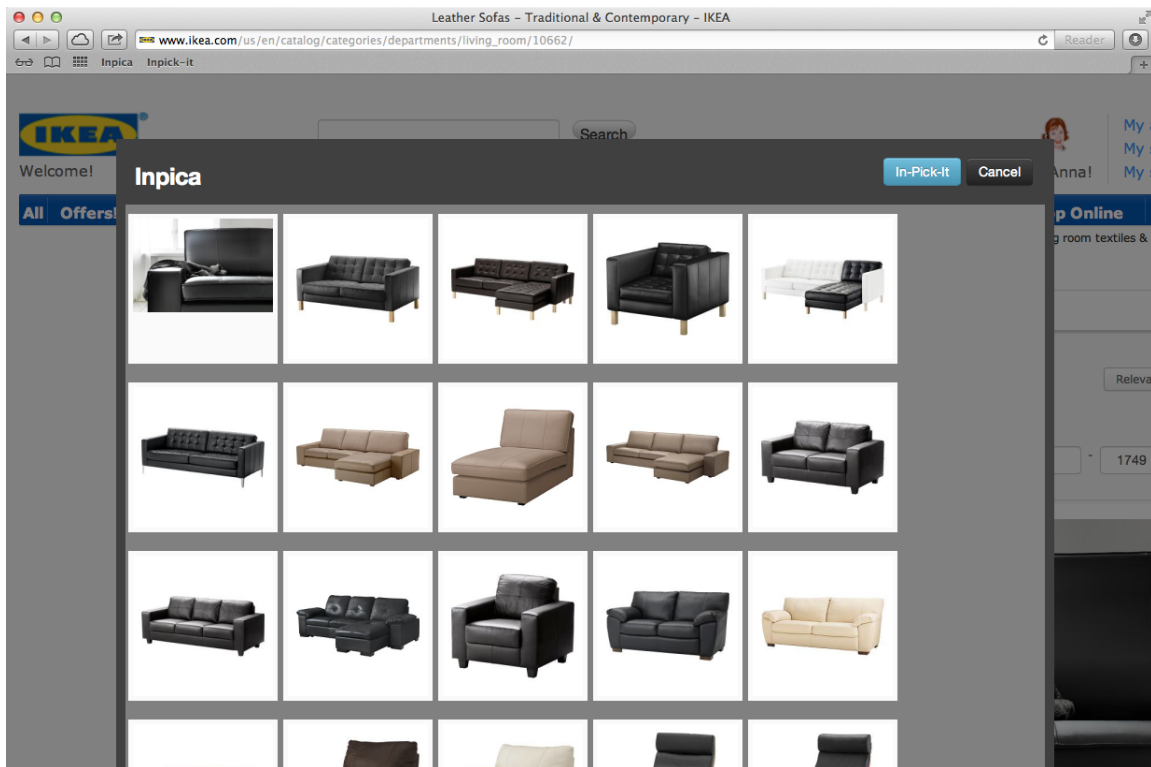 Leather Sofas – Traditional & Contemporary – IKEA
www.ikea.com/us/en/catalog/categories/departments/living_room/10662/
Reader
Inpica Inpick-it
IKEA
Search
My
Welcome!
Inpica
In-Pick-It
Cancel
Anna!
My
My
All Offers!
Online
room textiles &
1749